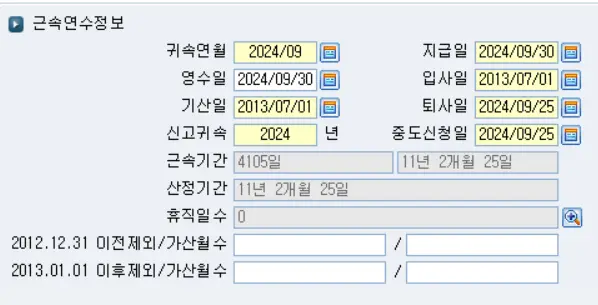 근속연수정보
귀속연월 2024/09 지급일 2024/09/30
영수일 2024/09/30 입사일 2013/07/01
기산일 2013/07/01 퇴사일 2024/09/25
신고귀속 2024 년 중도신청일 2024/09/25
근속기간 4105일 11년 2개월 25일
산정기간 11년 2개월 25일
휴직일수 0
2012.12.31 이전제외/가산월수 /
2013.01.01 이후제외/가산월수 /